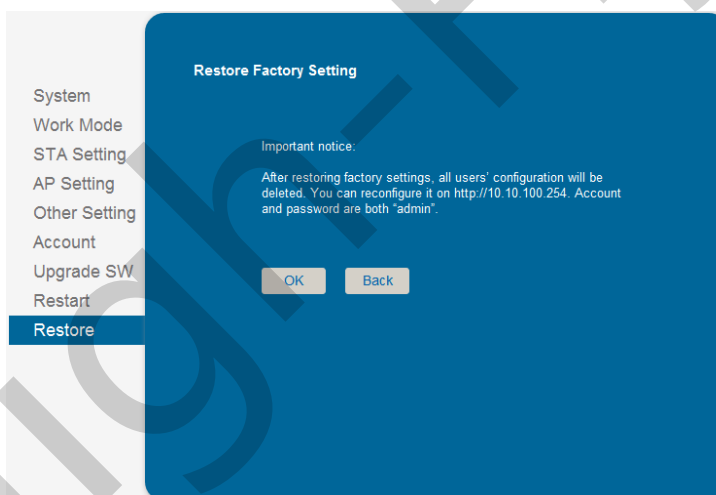 Restore Factory Setting
System
Work Mode
STA Setting
AP Setting
Other Setting
Account
Upgrade SW
Restart
Restore
Important notice:
After restoring factory settings, all users’ configuration will be
deleted. You can reconfigure it on http://10.10.100.254. Account
and password are both “admin”.
OK
Back